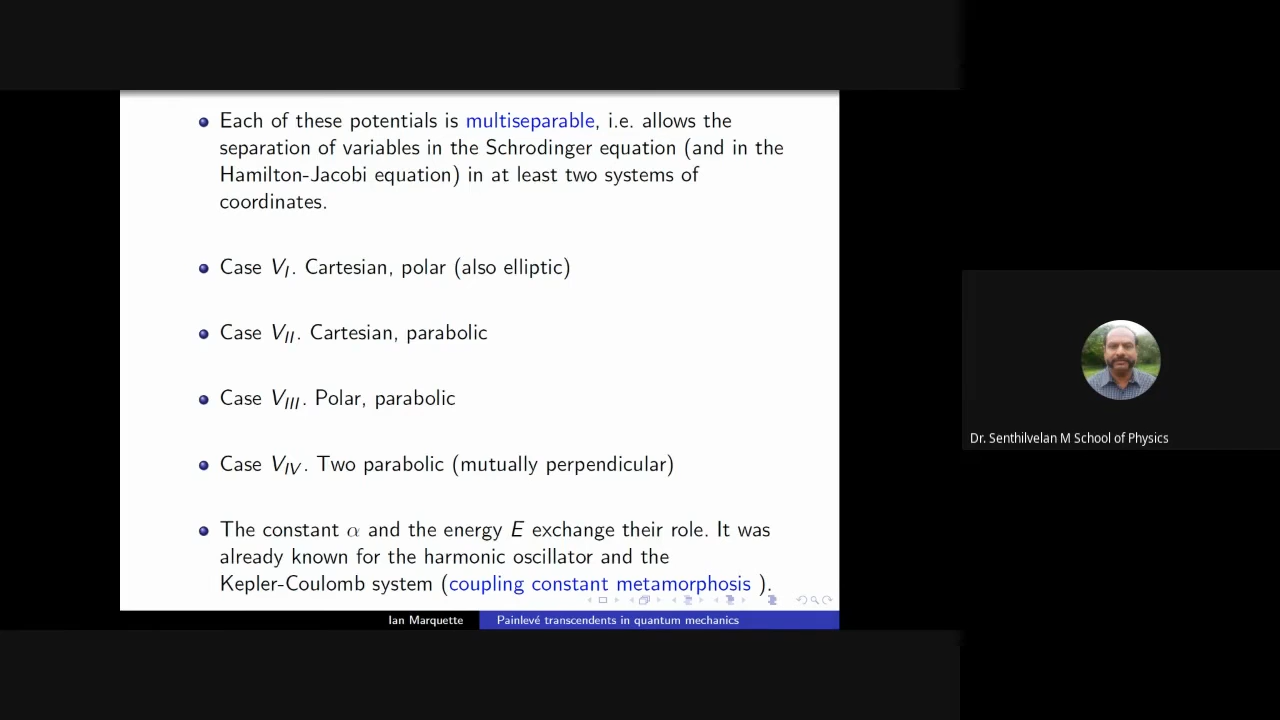 Each of these potentials is multiseparable, i.e. allows the
separation of variables in the Schrodinger equation (and in the
Hamilton-Jacobi equation) in at least two systems of
coordinates.
Case V_I. Cartesian, polar (also elliptic)
Case V_II. Cartesian, parabolic
Case V_III. Polar, parabolic
Case V_IV. Two parabolic (mutually perpendicular)
The constant α and the energy E exchange their role. It was
already known for the harmonic oscillator and the
Kepler-Coulomb system (coupling constant metamorphosis ).
Ian Marquette
Painlevé transcendents in quantum mechanics
Dr. Senthilvelan M School of Physics